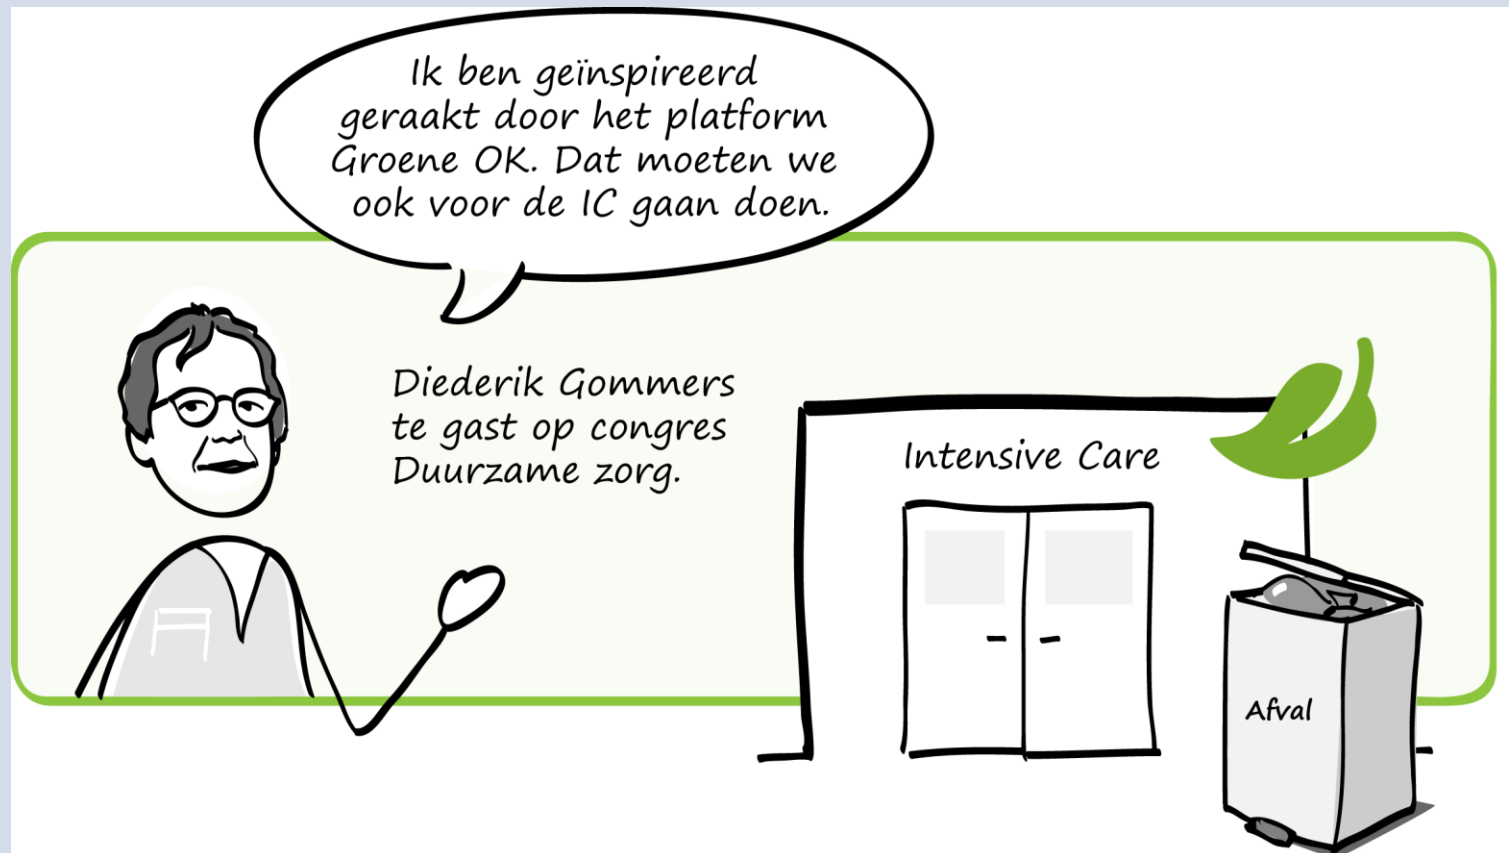 Ik ben geïnspireerd
geraakt door het platform
Groene OK. Dat moeten we
ook voor de IC gaan doen.
Diederik Gommers
te gast op congres
Duurzame zorg.
Intensive Care
Afval